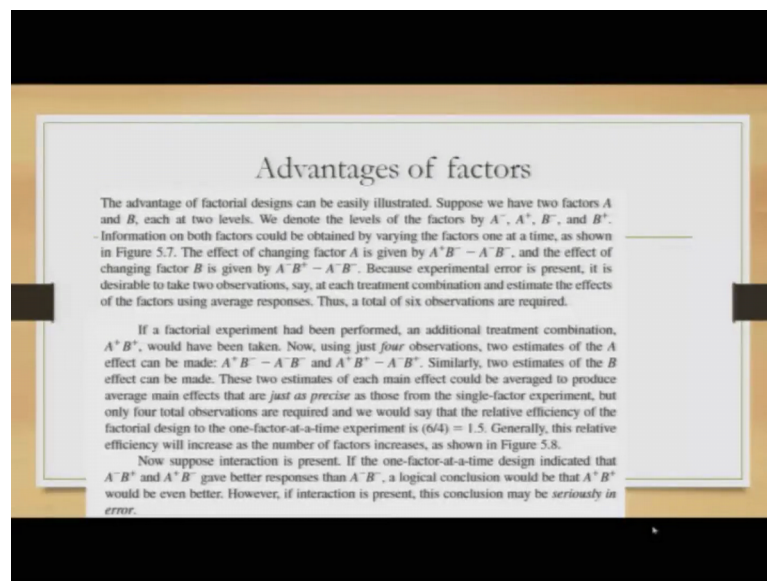 Advantages of factors
The advantage of factorial designs can be easily illustrated. Suppose we have two factors A
and B, each at two levels. We denote the levels of the factors by A⁻, A⁺, B⁻, and B⁺.
Information on both factors could be obtained by varying the factors one at a time, as shown
in Figure 5.7. The effect of changing factor A is given by A⁺B⁻ − A⁻B⁻, and the effect of
changing factor B is given by A⁻B⁺ − A⁻B⁻. Because experimental error is present, it is
desirable to take two observations, say, at each treatment combination and estimate the effects
of the factors using average responses. Thus, a total of six observations are required.
If a factorial experiment had been performed, an additional treatment combination,
A⁺B⁺, would have been taken. Now, using just four observations, two estimates of the A
effect can be made: A⁺B⁻ − A⁻B⁻ and A⁺B⁺ − A⁻B⁺. Similarly, two estimates of the B
effect can be made. These two estimates of each main effect could be averaged to produce
average main effects that are just as precise as those from the single-factor experiment, but
only four total observations are required and we would say that the relative efficiency of the
factorial design to the one-factor-at-a-time experiment is (6/4) = 1.5. Generally, this relative
efficiency will increase as the number of factors increases, as shown in Figure 5.8.
Now suppose interaction is present. If the one-factor-at-a-time design indicated that
A⁻B⁺ and A⁺B⁻ gave better responses than A⁻B⁻, a logical conclusion would be that A⁺B⁺
would be even better. However, if interaction is present, this conclusion may be seriously in
error.